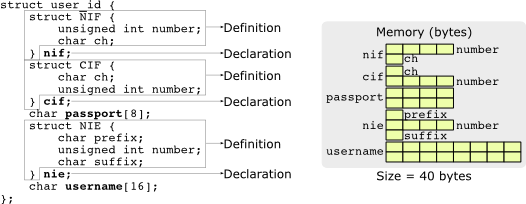 struct user_id {
struct NIF {
unsigned int number;
char ch;
} nif;
struct CIF {
char ch;
unsigned int number;
} cif;
char passport[8];
struct NIE {
char prefix;
unsigned int number;
char suffix;
} nie;
char username[16];
};
Definition
Declaration
Definition
Declaration
Definition
Declaration
Memory (bytes)
nif
number
ch
cif
ch
number
passport
nie
prefix
number
suffix
username
Size = 40 bytes